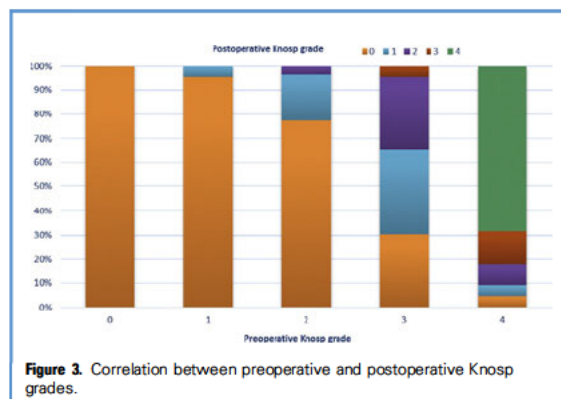 Postoperative Knosp grade
0 1 2 3 4
100%
90%
80%
70%
60%
50%
40%
30%
20%
10%
0%
0 1 2 3 4
Preoperative Knosp grade
Figure 3. Correlation between preoperative and postoperative Knosp
grades.